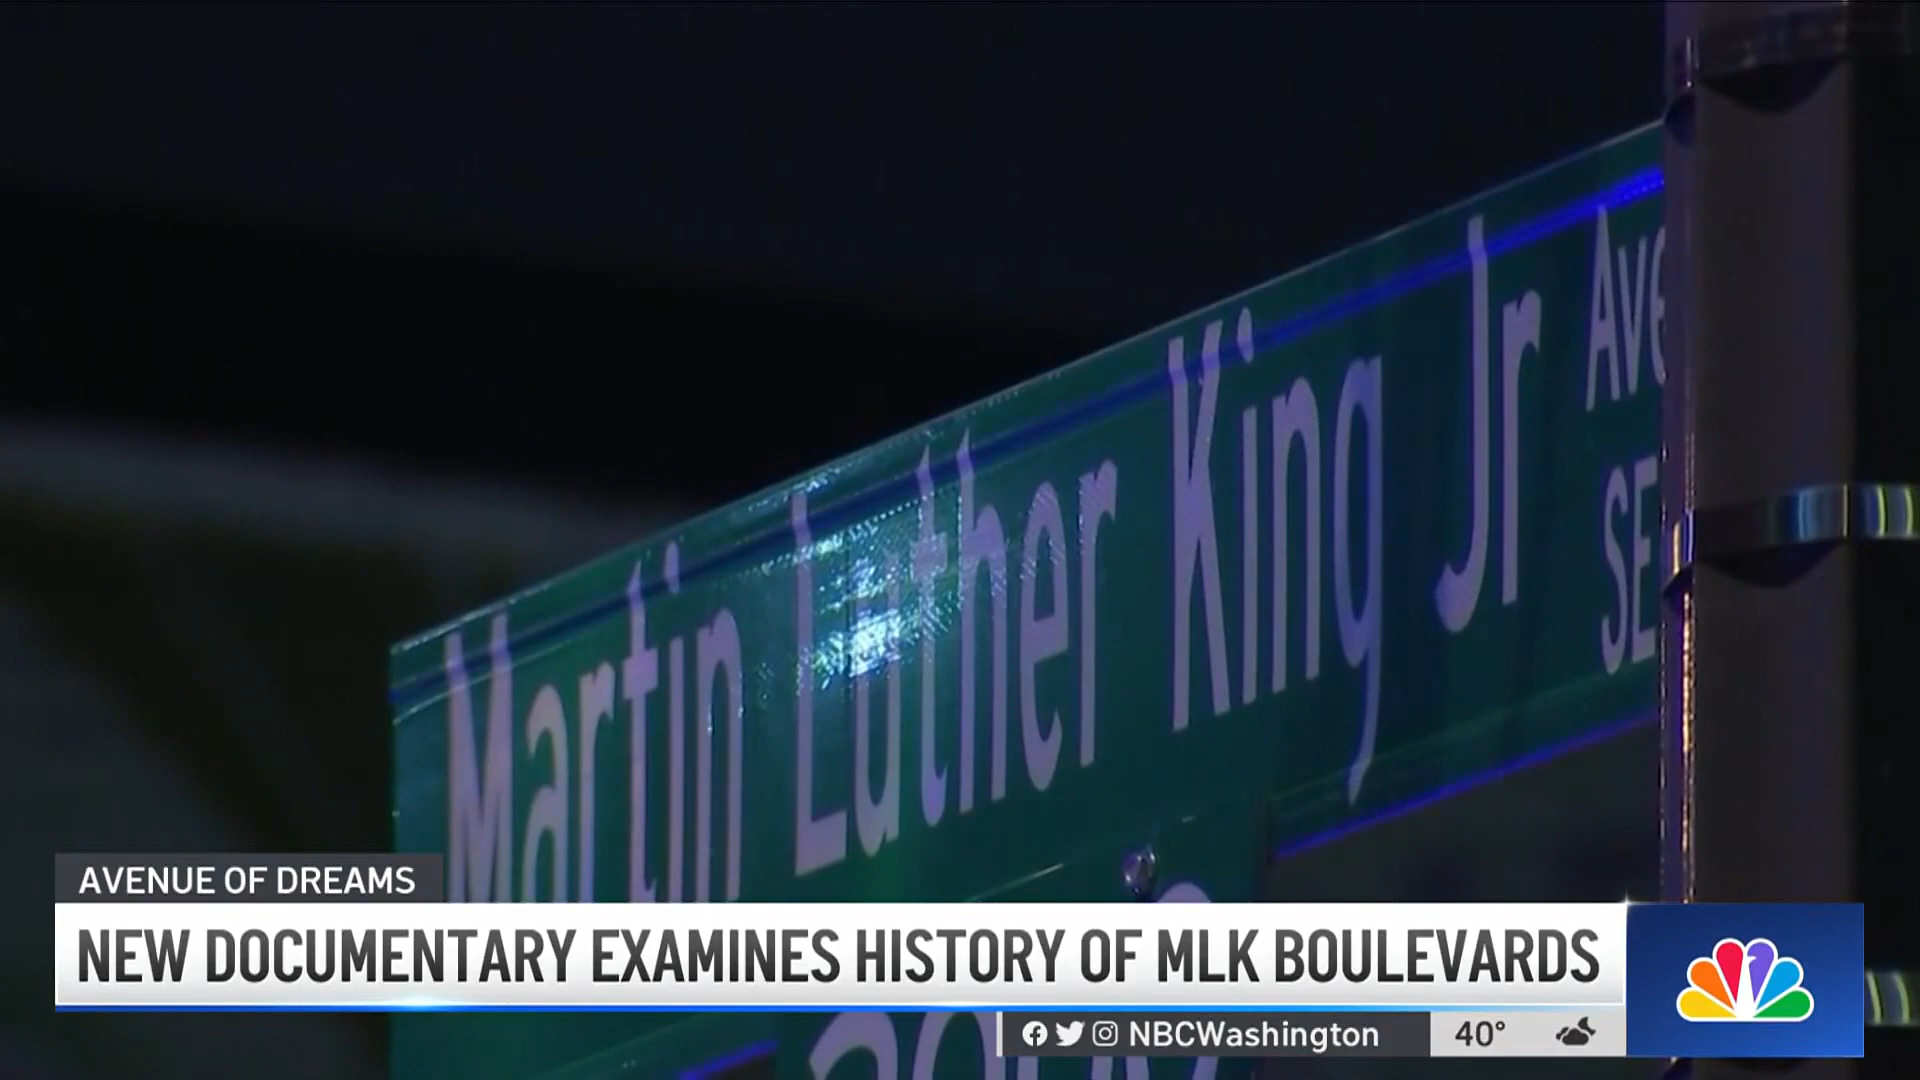 Martin Luther King Jr Ave
SE
AVENUE OF DREAMS
NEW DOCUMENTARY EXAMINES HISTORY OF MLK BOULEVARDS
NBCWashington
40°